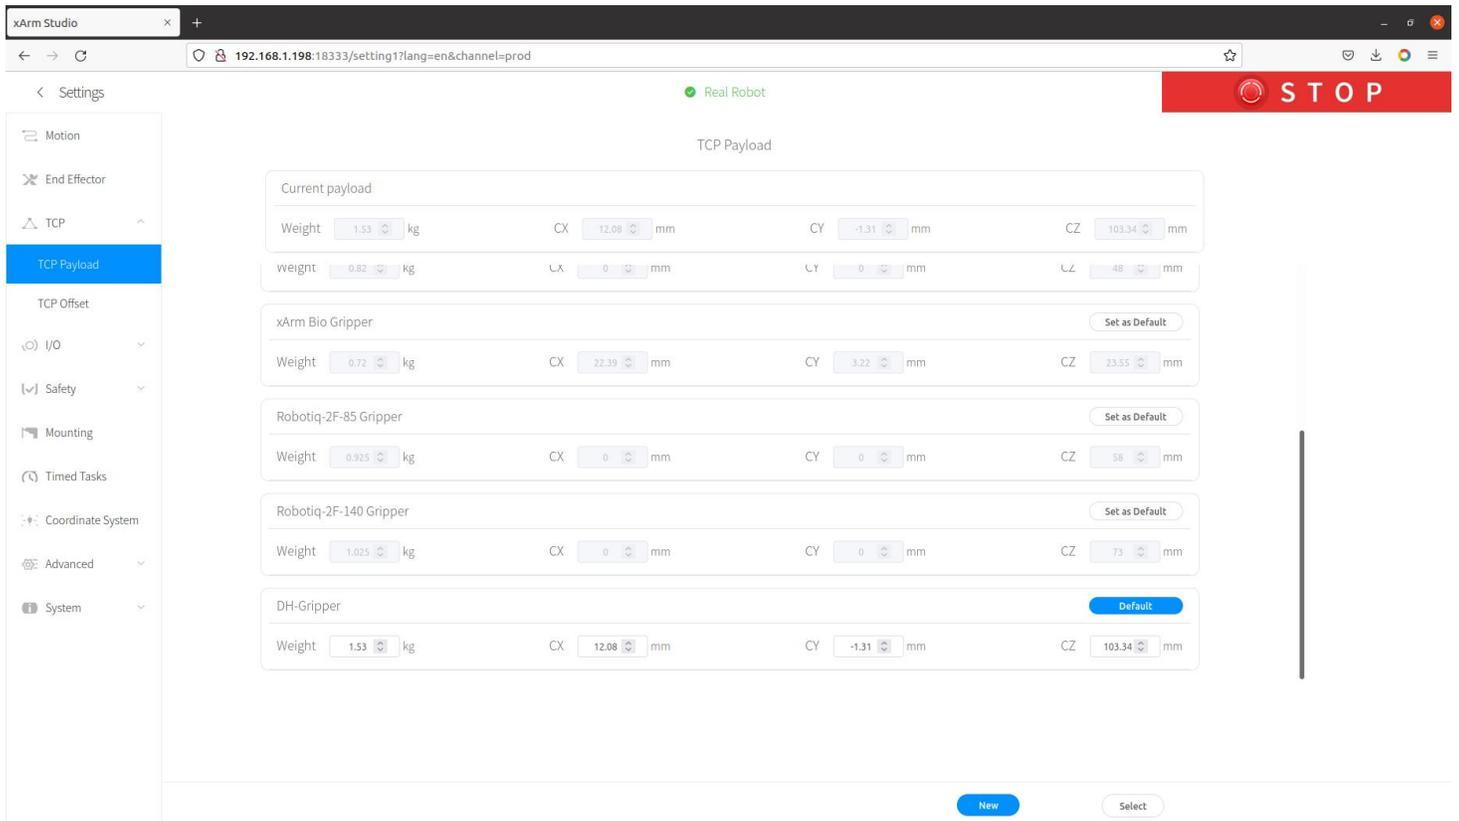 xArm Studio × +
192.168.1.198:18333/setting1?lang=en&channel=prod
Settings
Real Robot
STOP
Motion
End Effector
TCP
TCP Payload
TCP Offset
I/O
Safety
Mounting
Timed Tasks
Coordinate System
Advanced
System
TCP Payload
Current payload
Weight 1.53 kg CX 12.08 mm CY -1.31 mm CZ 103.34 mm
Weight 0.82 kg CX 0 mm CY 0 mm CZ 48 mm
xArm Bio Gripper Set as Default
Weight 0.72 kg CX 22.39 mm CY 3.22 mm CZ 23.55 mm
Robotiq-2F-85 Gripper Set as Default
Weight 0.925 kg CX 0 mm CY 0 mm CZ 58 mm
Robotiq-2F-140 Gripper Set as Default
Weight 1.025 kg CX 0 mm CY 0 mm CZ 73 mm
DH-Gripper Default
Weight 1.53 kg CX 12.08 mm CY -1.31 mm CZ 103.34 mm
New Select